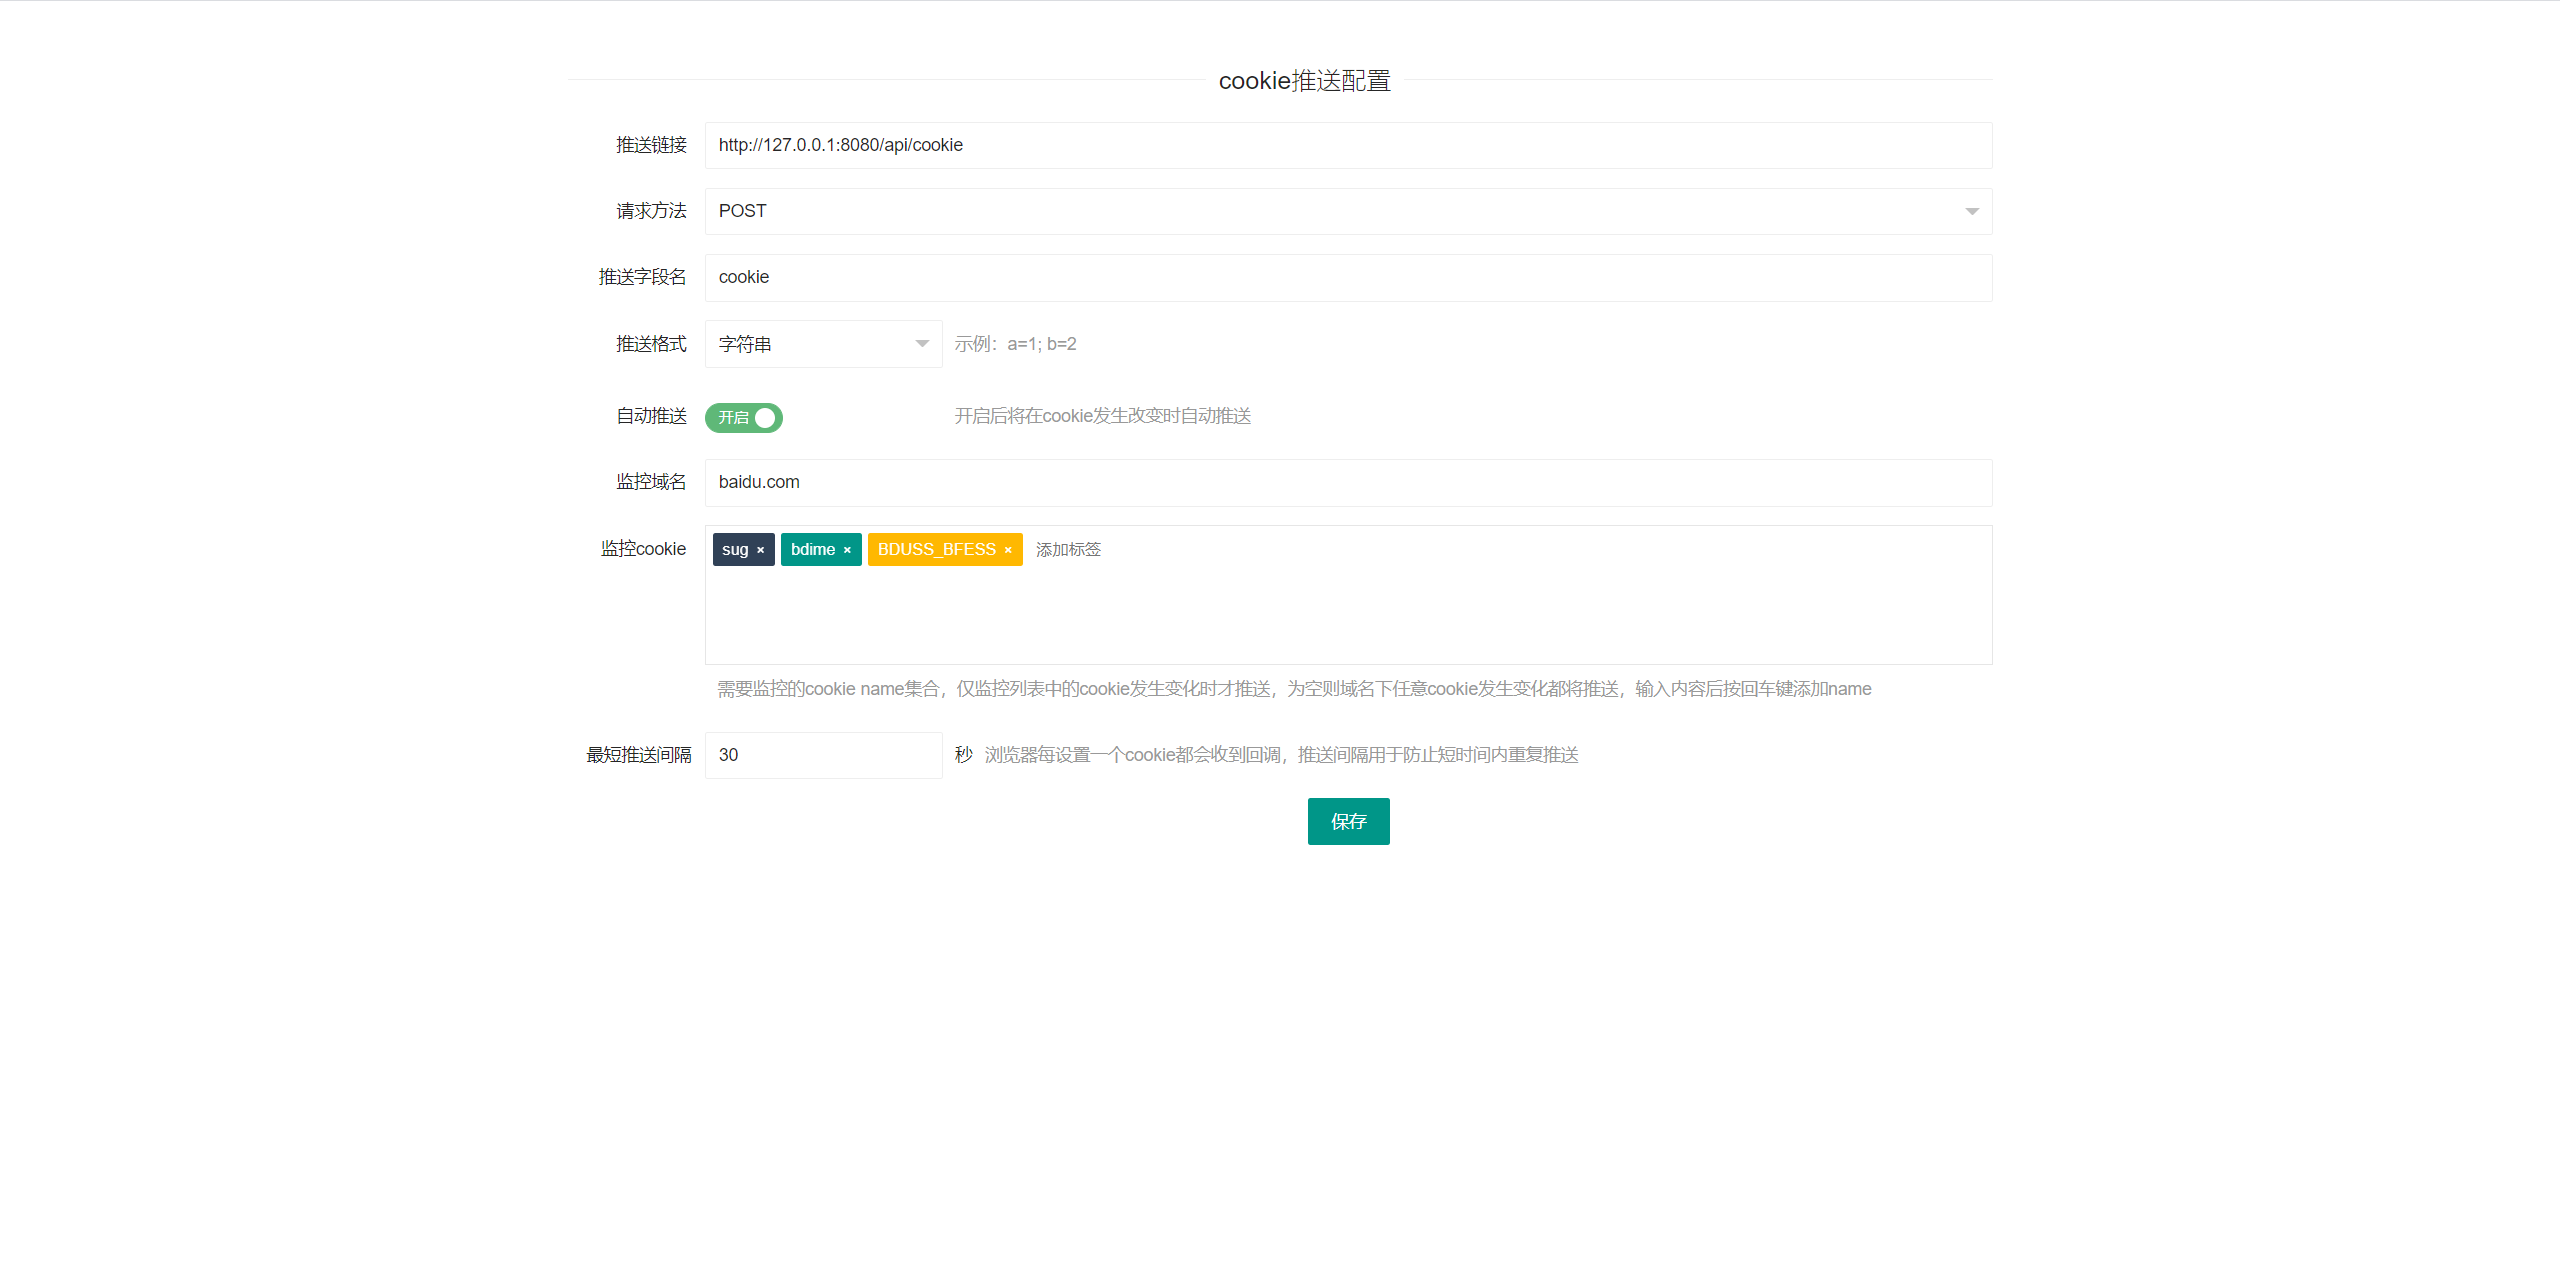 cookie推送配置
推送链接 http://127.0.0.1:8080/api/cookie
请求方法 POST
推送字段名 cookie
推送格式 字符串 示例：a=1; b=2
自动推送 开启 开启后将在cookie发生改变时自动推送
监控域名 baidu.com
监控cookie sug × bdime × BDUSS_BFESS × 添加标签
需要监控的cookie name集合，仅监控列表中的cookie发生变化时才推送，为空则域名下任意cookie发生变化都将推送，输入内容后按回车键添加name
最短推送间隔 30 秒 浏览器每设置一个cookie都会收到回调，推送间隔用于防止短时间内重复推送
保存